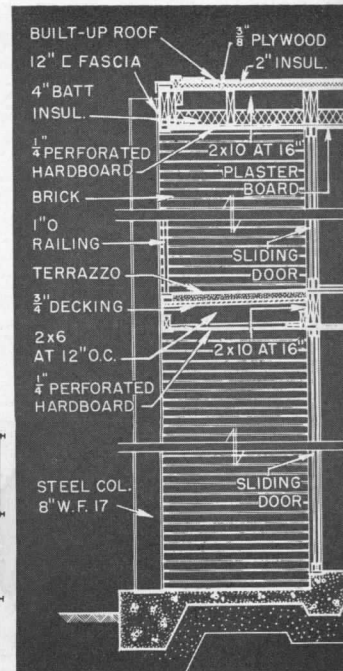 BUILT-UP ROOF
3/8" PLYWOOD
12" [ FASCIA
2" INSUL.
4" BATT
INSUL.
1/4" PERFORATED
HARDBOARD
2x10 AT 16"
PLASTER
BOARD
BRICK
1" O
RAILING
SLIDING
DOOR
TERRAZZO
3/4" DECKING
2x6
AT 12" O.C.
2x10 AT 16"
1/4" PERFORATED
HARDBOARD
STEEL COL.
8" W.F. 17
SLIDING
DOOR